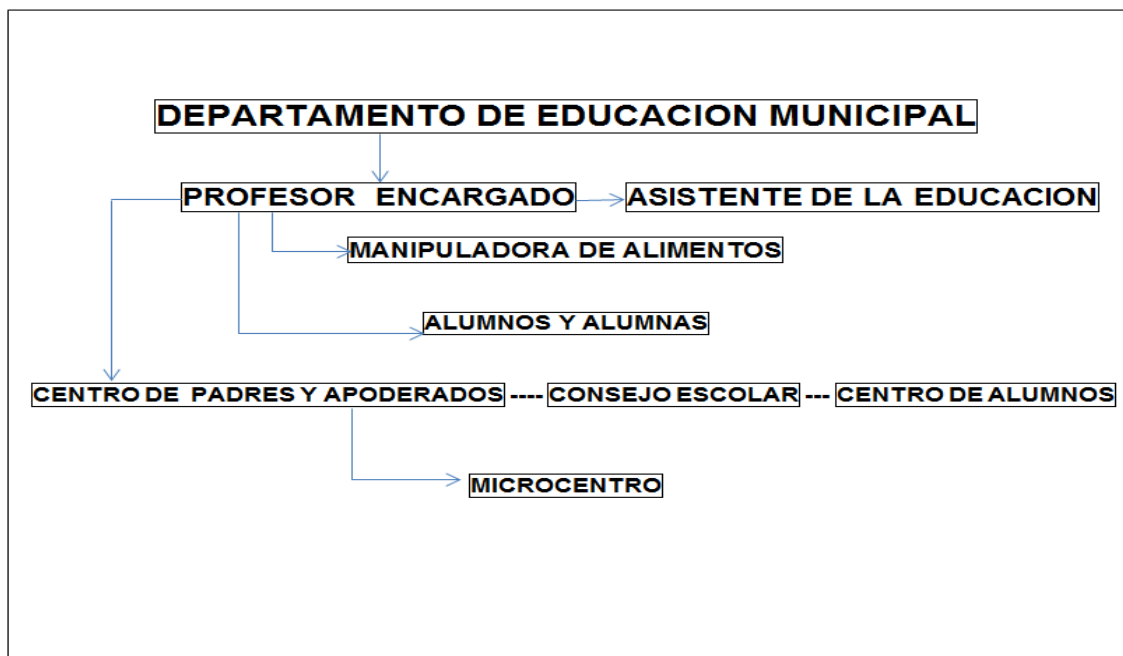 DEPARTAMENTO DE EDUCACION MUNICIPAL
PROFESOR ENCARGADO
ASISTENTE DE LA EDUCACION
MANIPULADORA DE ALIMENTOS
ALUMNOS Y ALUMNAS
CENTRO DE PADRES Y APODERADOS ---- CONSEJO ESCOLAR --- CENTRO DE ALUMNOS
MICROCENTRO